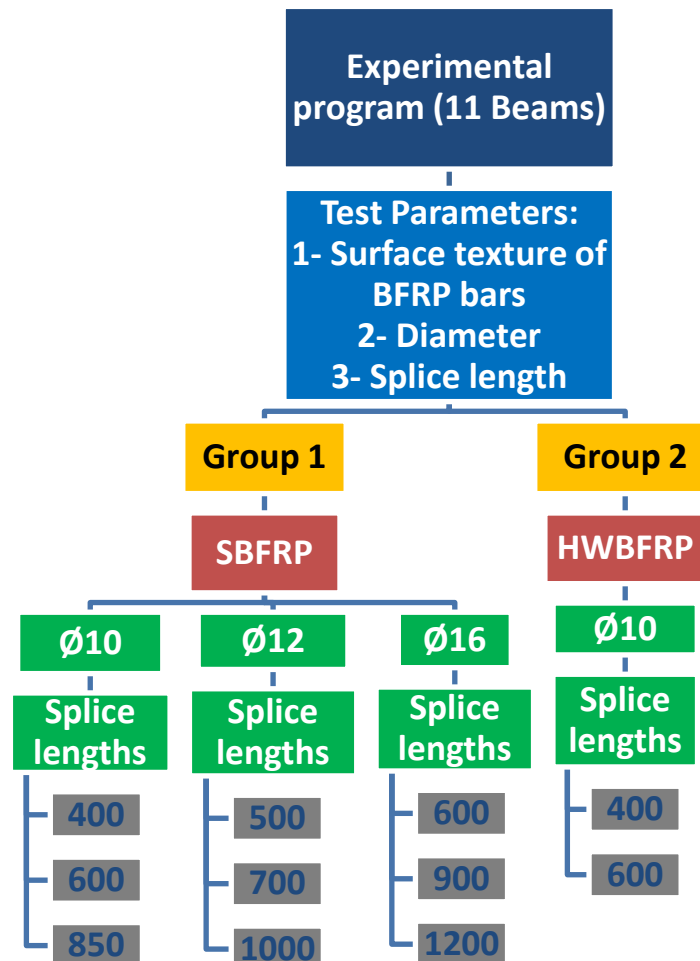 Experimental
program (11 Beams)
Test Parameters:
1- Surface texture of
BFRP bars
2- Diameter
3- Splice length
Group 1
Group 2
SBFRP
HWBFRP
Ø10
Ø12
Ø16
Ø10
Splice
lengths
Splice
lengths
Splice
lengths
Splice
lengths
400
600
850
500
700
1000
600
900
1200
400
600